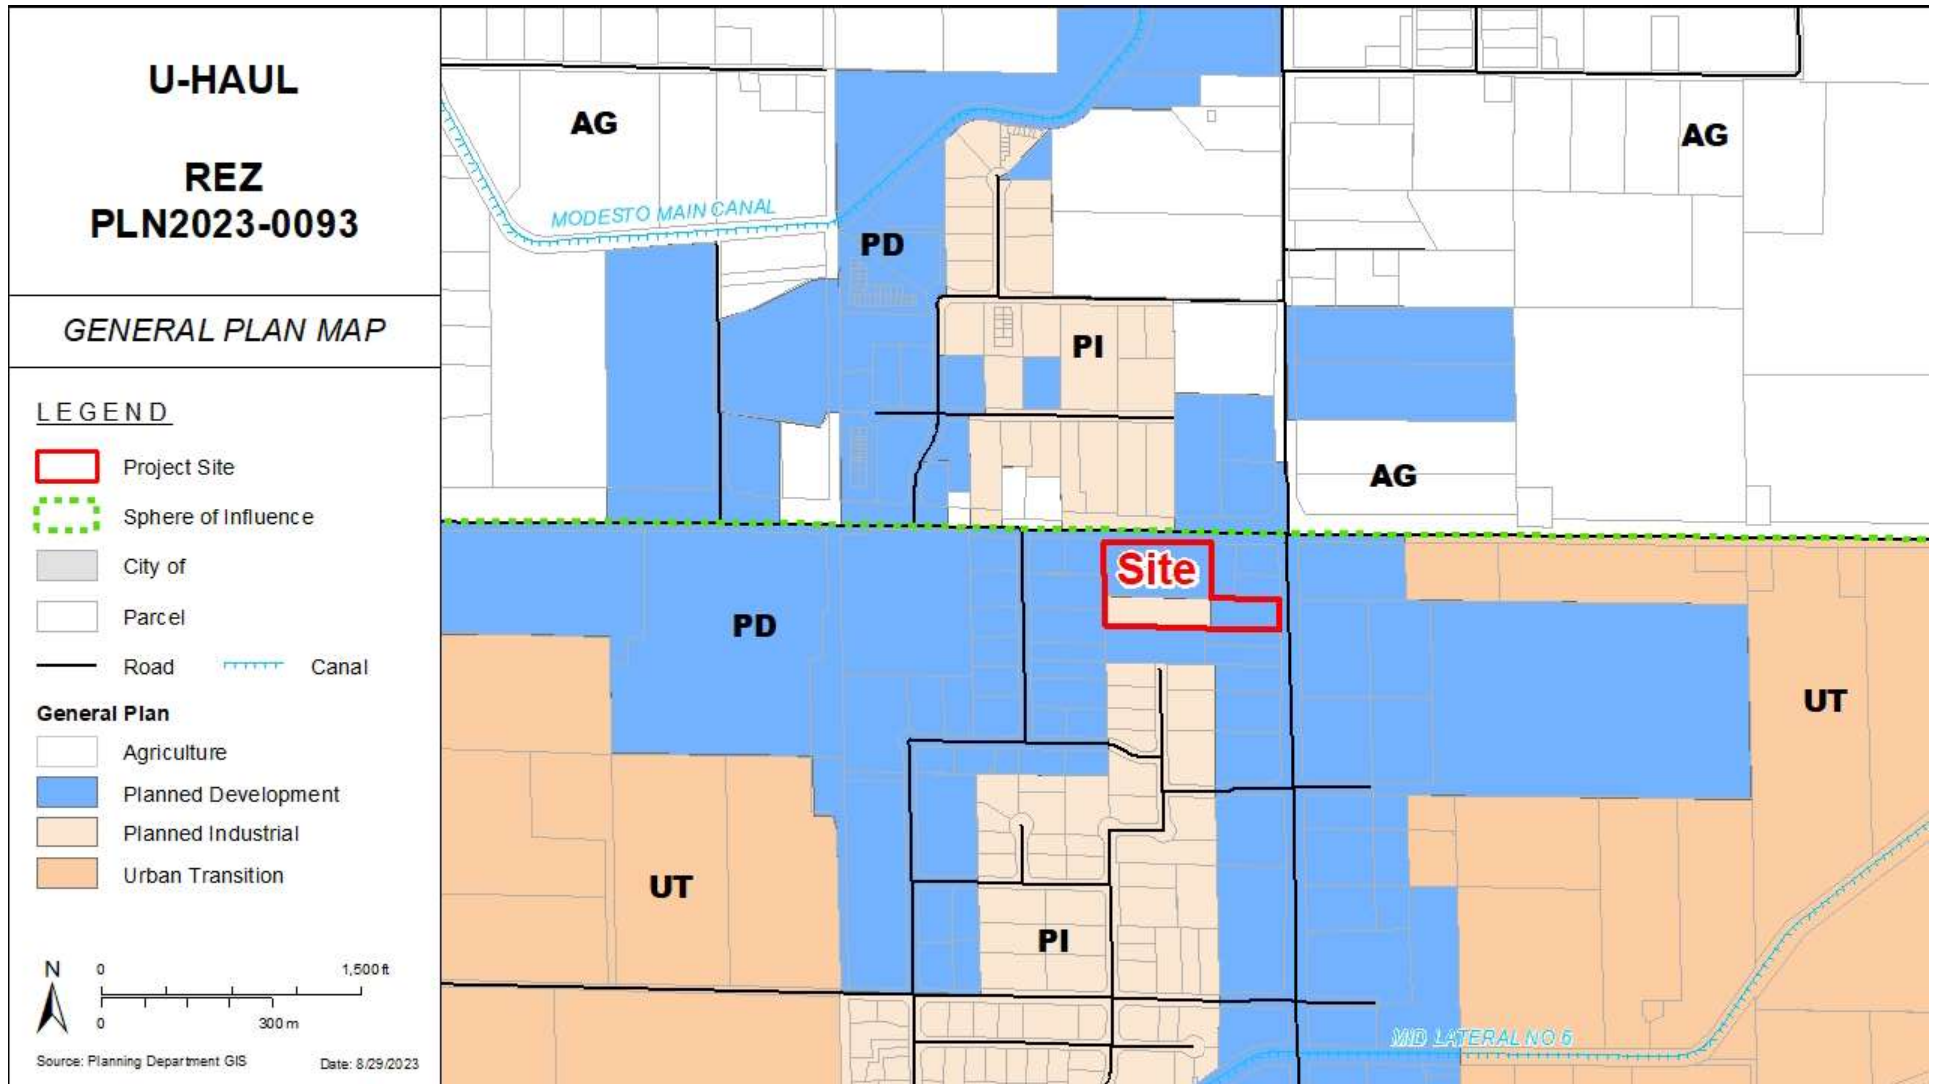 U-HAUL
REZ
PLN2023-0093
GENERAL PLAN MAP
LEGEND
Project Site
Sphere of Influence
City of
Parcel
Road Canal
General Plan
Agriculture
Planned Development
Planned Industrial
Urban Transition
N 0 1,500 ft
0 300 m
Source: Planning Department GIS Date: 8/29/2023
AG
AG
MODESTO MAIN CANAL
PD
PI
AG
Site
PD
UT
UT
PI
MID LATERAL NO 6